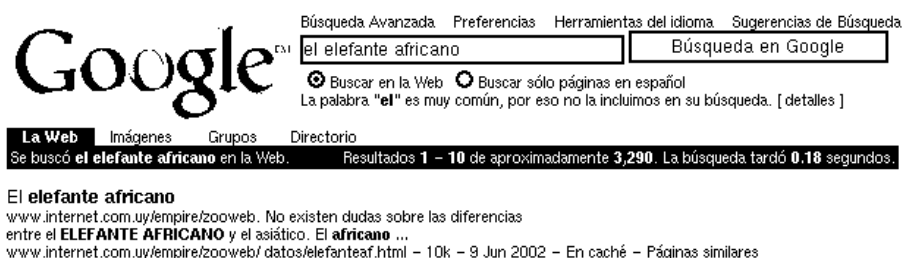 Búsqueda Avanzada Preferencias Herramientas del idioma Sugerencias de Búsqueda
Google™
el elefante africano Búsqueda en Google
Buscar en la Web Buscar sólo páginas en español
La palabra "el" es muy común, por eso no la incluimos en su búsqueda. [ detalles ]
La Web Imágenes Grupos Directorio
Se buscó el elefante africano en la Web. Resultados 1 – 10 de aproximadamente 3,290. La búsqueda tardó 0.18 segundos.
El elefante africano
www.internet.com.uy/empire/zooweb. No existen dudas sobre las diferencias
entre el ELEFANTE AFRICANO y el asiático. El africano ...
www.internet.com.uy/empire/zooweb/ datos/elefanteaf.html – 10k – 9 Jun 2002 – En caché – Páginas similares